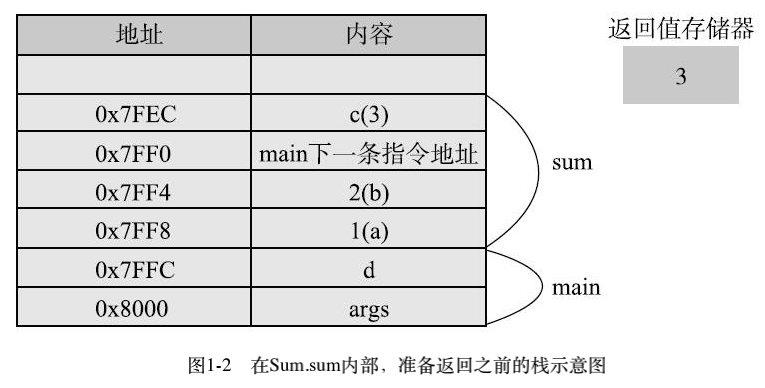 地址 内容
返回值存储器
3
0x7FEC c(3)
0x7FF0 main下一条指令地址
0x7FF4 2(b)
0x7FF8 1(a)
sum
0x7FFC d
0x8000 args
main
图1-2 在Sum.sum内部，准备返回之前的栈示意图